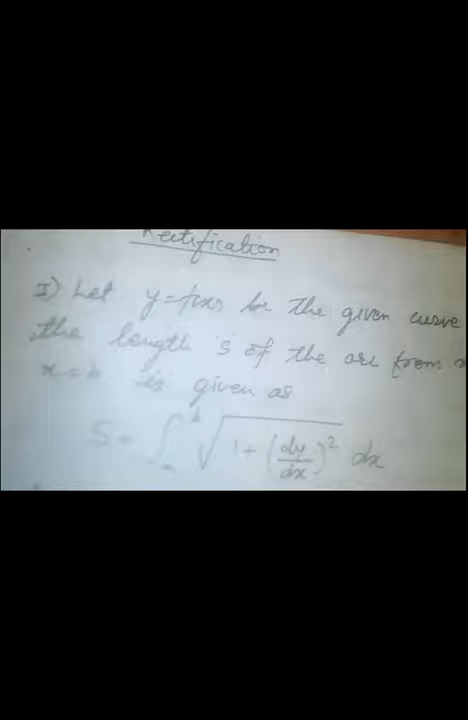 Rectification
I) Let y=f(x) be the given curve
the length 's' of the arc from
x=b is given as
S = ∫ᵇ √(1 + (dy/dx)²) dx